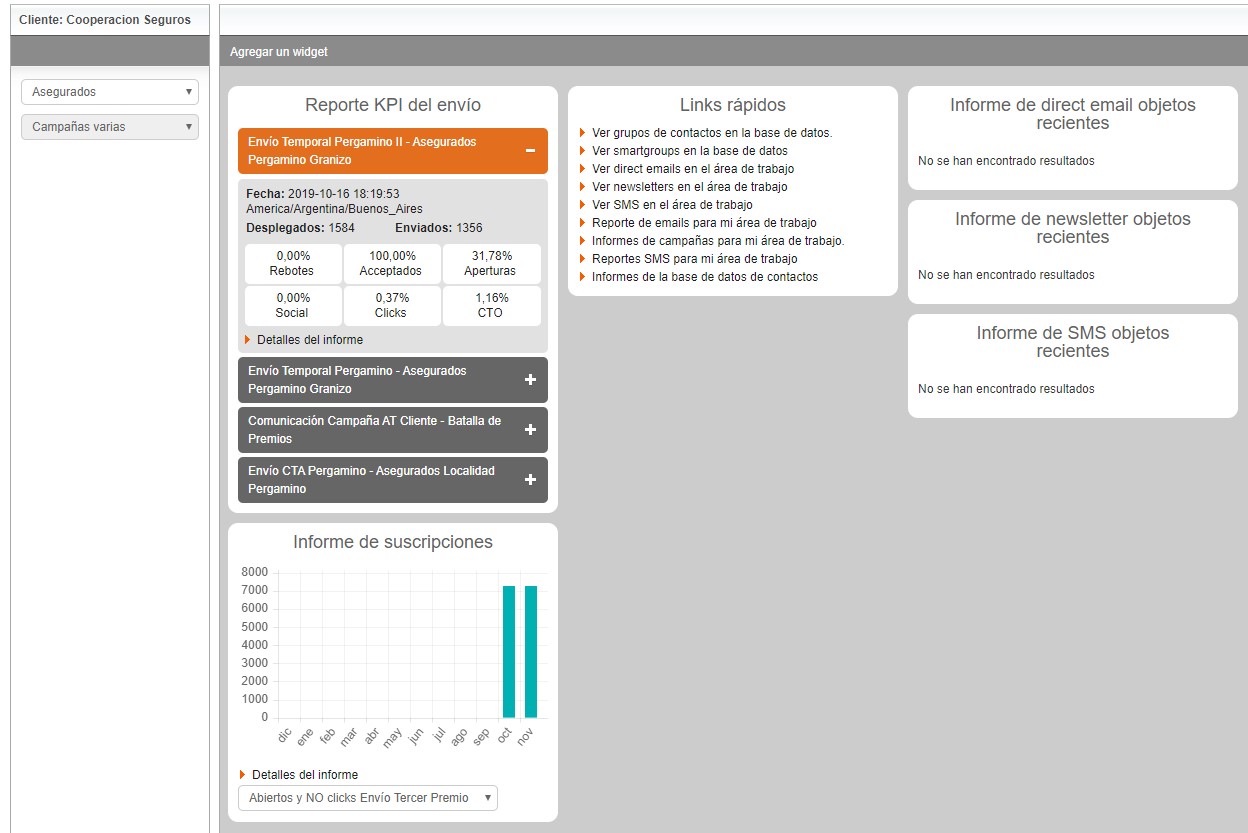 Cliente: Cooperacion Seguros
Agregar un widget
Asegurados
Campañas varias
Reporte KPI del envío
Envío Temporal Pergamino II - Asegurados
Pergamino Granizo
Fecha: 2019-10-16 18:19:53
America/Argentina/Buenos_Aires
Desplegados: 1584 Enviados: 1356
0,00% 100,00% 31,78%
Rebotes Acceptados Aperturas
0,00% 0,37% 1,16%
Social Clicks CTO
Detalles del informe
Envío Temporal Pergamino - Asegurados
Pergamino Granizo
Comunicación Campaña AT Cliente - Batalla de
Premios
Envío CTA Pergamino - Asegurados Localidad
Pergamino
Informe de suscripciones
8000
7000
6000
5000
4000
3000
2000
1000
0
dic ene feb mar abr may jun jul ago sep oct nov
Detalles del informe
Abiertos y NO clicks Envío Tercer Premio
Links rápidos
Ver grupos de contactos en la base de datos.
Ver smartgroups en la base de datos
Ver direct emails en el área de trabajo
Ver newsletters en el área de trabajo
Ver SMS en el área de trabajo
Reporte de emails para mi área de trabajo
Informes de campañas para mi área de trabajo.
Reportes SMS para mi área de trabajo
Informes de la base de datos de contactos
Informe de direct email objetos
recientes
No se han encontrado resultados
Informe de newsletter objetos
recientes
No se han encontrado resultados
Informe de SMS objetos
recientes
No se han encontrado resultados